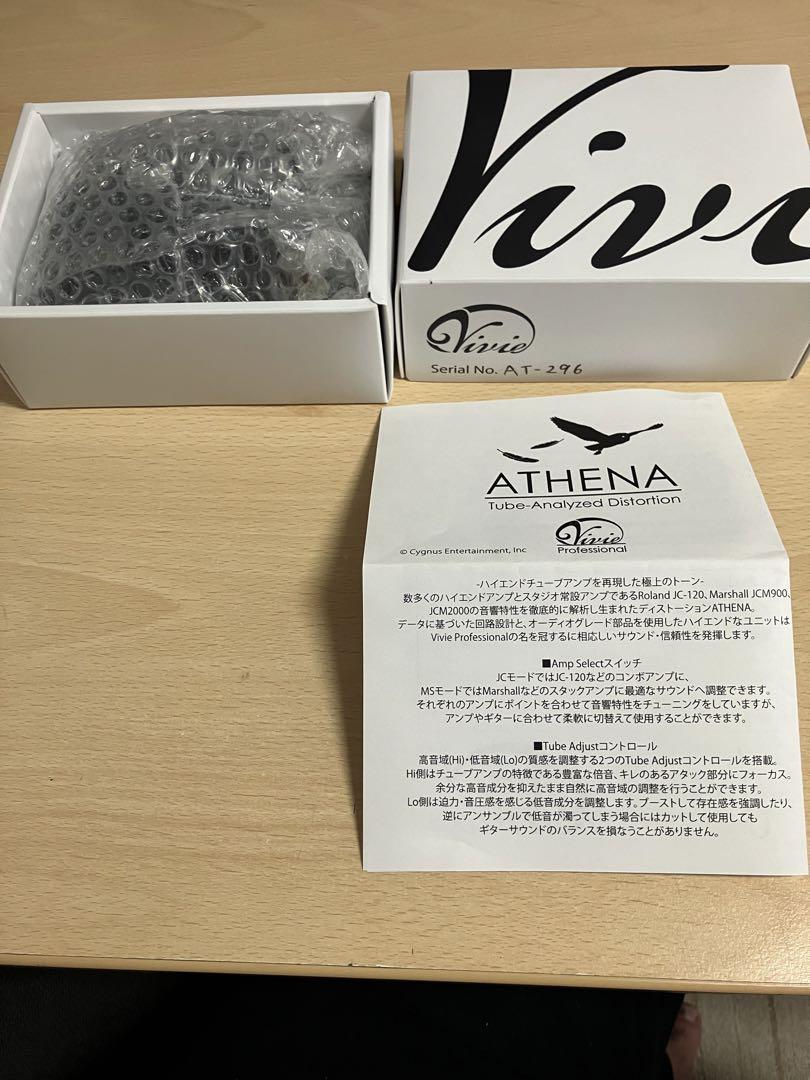 Vivie
Vivie
Serial No. AT-296
ATHENA
Tube-Analyzed Distortion
Vivie
Professional
© Cygnus Entertainment, Inc
-ハイエンドチューブアンプを再現した極上のトーン-
数多くのハイエンドアンプとスタジオ常設アンプであるRoland JC-120、Marshall JCM900、
JCM2000の音響特性を徹底的に解析し生まれたディストーションATHENA。
データに基づいた回路設計と、オーディオグレード部品を使用したハイエンドなユニットは
Vivie Professionalの名を冠するに相応しいサウンド・信頼性を発揮します。
■Amp Selectスイッチ
JCモードではJC-120などのコンボアンプに、
MSモードではMarshallなどのスタックアンプに最適なサウンドへ調整できます。
それぞれのアンプにポイントを合わせて音響特性をチューニングをしていますが、
アンプやギターに合わせて柔軟に切替えて使用することができます。
■Tube Adjustコントロール
高音域(Hi)・低音域(Lo)の質感を調整する2つのTube Adjustコントロールを搭載。
Hi側はチューブアンプの特徴である豊富な倍音、キレのあるアタック部分にフォーカス。
余分な高音成分を抑えたまま自然に高音域の調整を行うことができます。
Lo側は迫力・音圧感を感じる低音成分を調整します。ブーストして存在感を強調したり、
逆にアンサンブルで低音が濁ってしまう場合にはカットして使用しても
ギターサウンドのバランスを損なうことがありません。